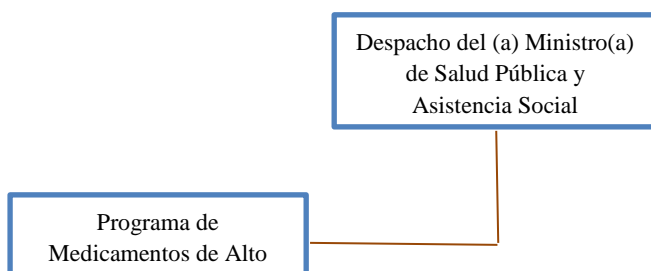 Despacho del (a) Ministro(a)
de Salud Pública y
Asistencia Social
Programa de
Medicamentos de Alto